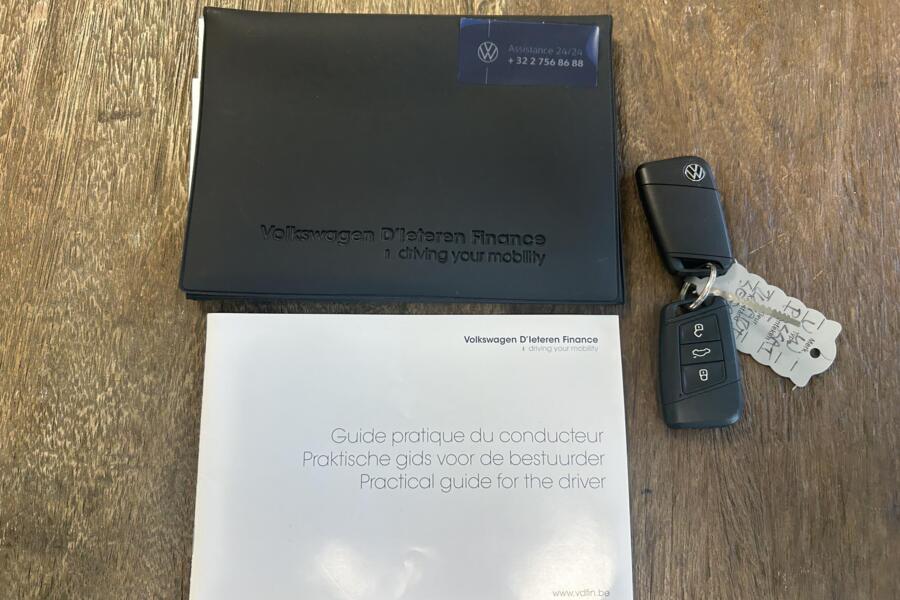 Assistance 24/24
+ 32 2 756 86 88
Volkswagen D'Ieteren Finance
driving your mobility
Volkswagen D'Ieteren Finance
driving your mobility
Guide pratique du conducteur
Praktische gids voor de bestuurder
Practical guide for the driver
www.vdfin.be
Merk